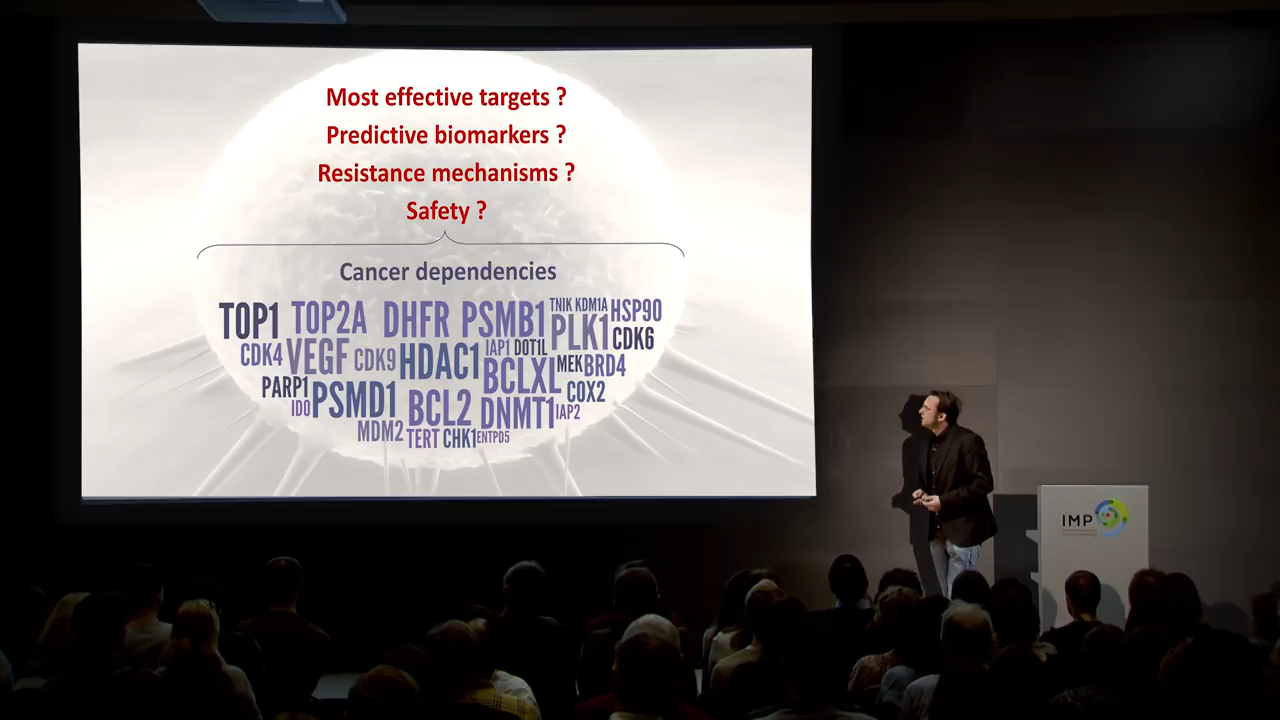 Most effective targets ?
Predictive biomarkers ?
Resistance mechanisms ?
Safety ?
Cancer dependencies
TOP1 TOP2A DHFR PSMB1 TNIK KDM1A HSP90
PLK1 CDK6
CDK4 VEGF CDK9 HDAC1 IAP1 DOT1L MEK BRD4
BCLXL
PARP1 PSMD1 COX2
IDO BCL2 DNMT1 IAP2
MDM2 TERT CHK1 ENTPD5
IMP